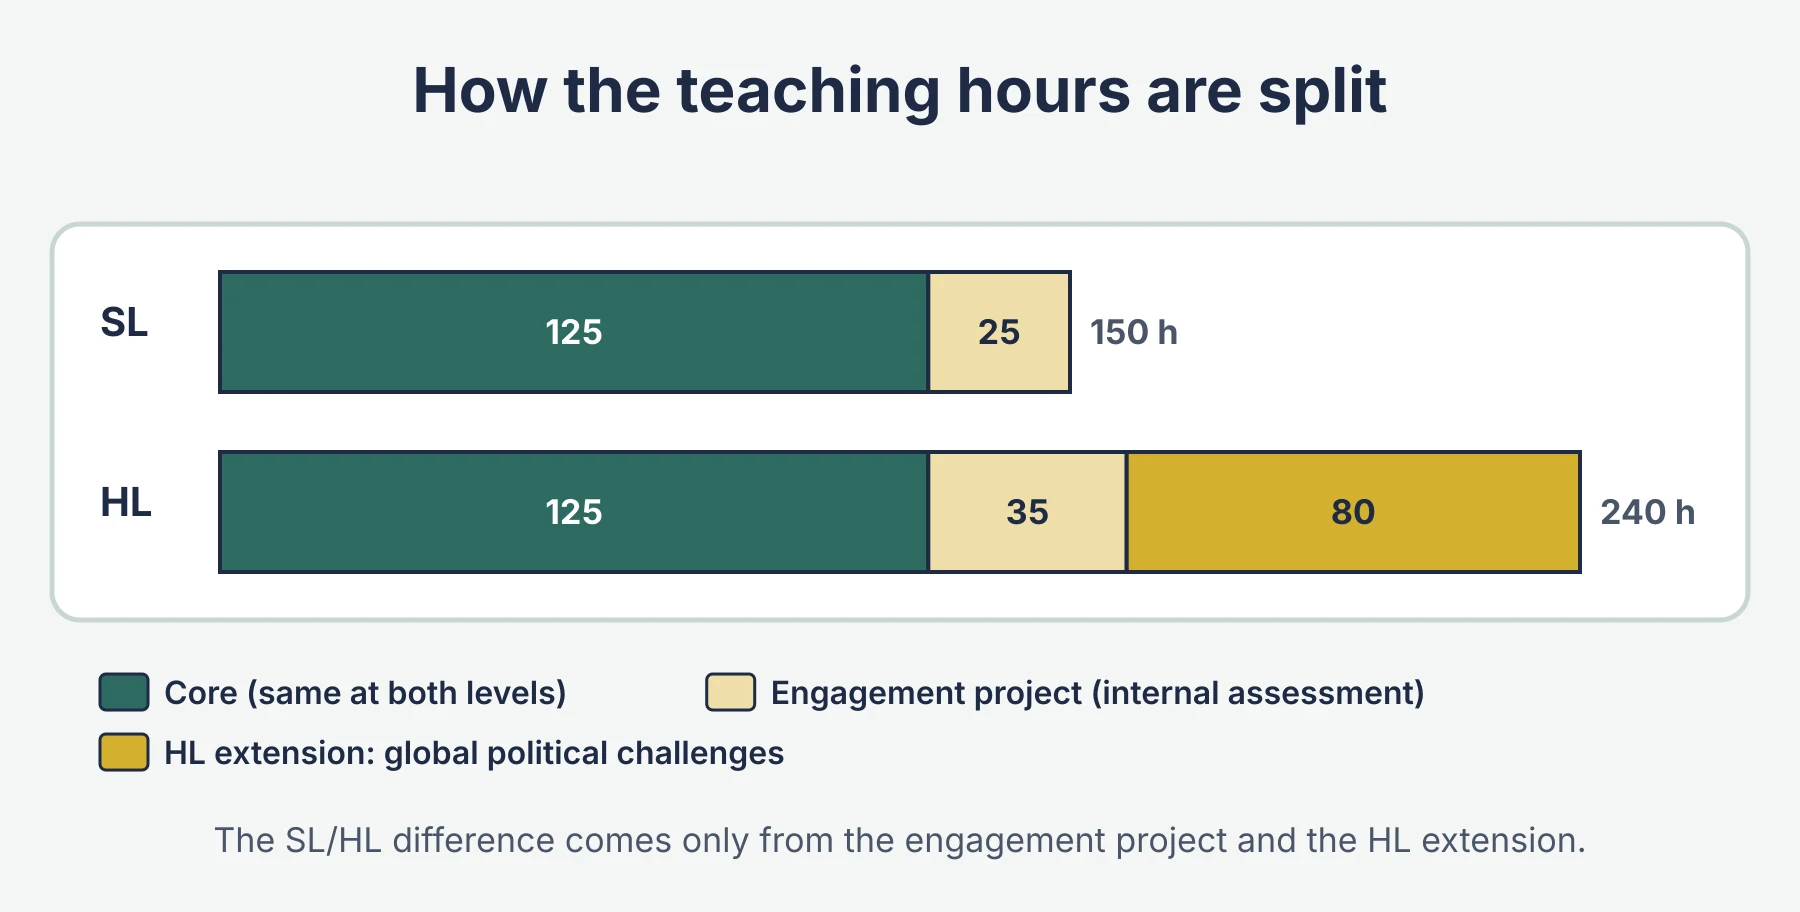 How the teaching hours are split
SL
125
25
150 h
HL
125
35
80
240 h
Core (same at both levels)
Engagement project (internal assessment)
HL extension: global political challenges
The SL/HL difference comes only from the engagement project and the HL extension.